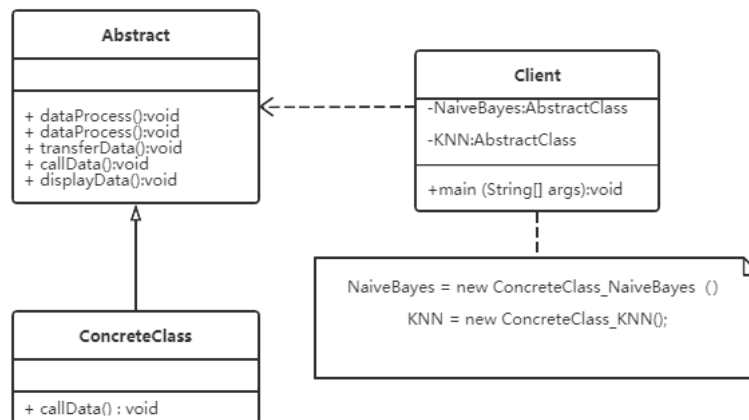 Abstract
+ dataProcess():void
+ dataProcess():void
+ transferData():void
+ callData():void
+ displayData():void
Client
-NaiveBayes:AbstractClass
-KNN:AbstractClass
+main (String[] args):void
NaiveBayes = new ConcreteClass_NaiveBayes ()
KNN = new ConcreteClass_KNN();
ConcreteClass
+ callData() : void